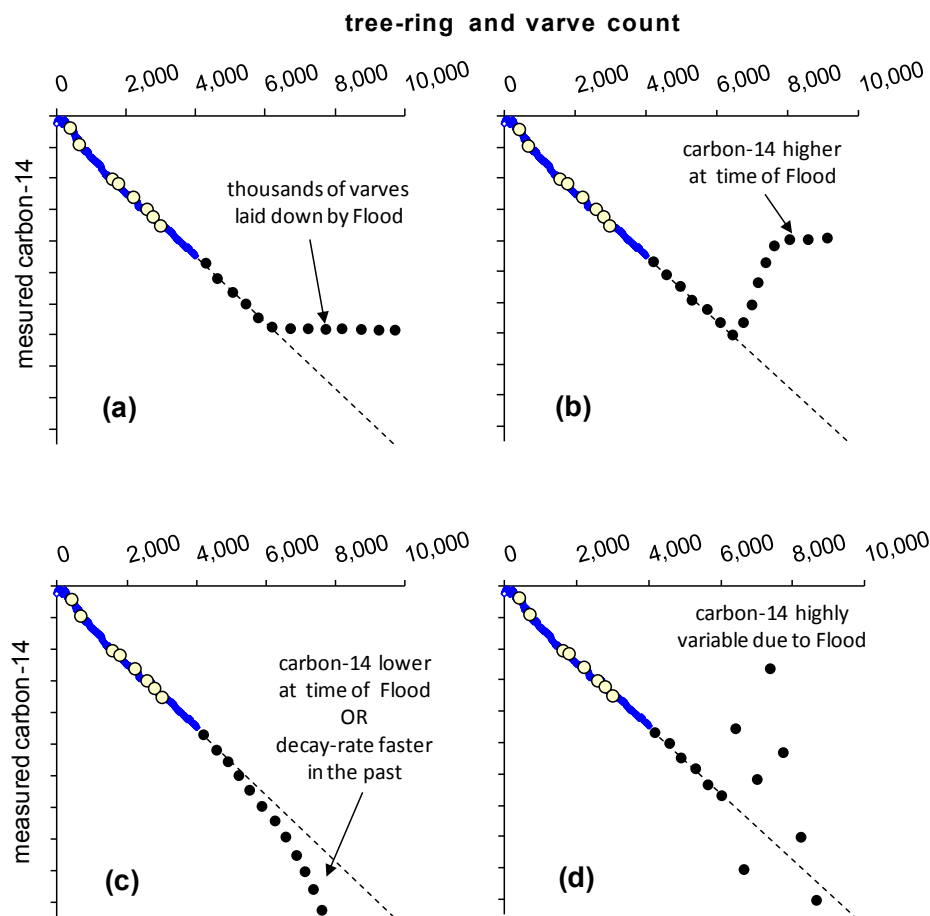 tree-ring and varve count
0 2,000 4,000 6,000 8,000 10,000
mesured carbon-14
thousands of varves
laid down by Flood
(a)
0 2,000 4,000 6,000 8,000 10,000
carbon-14 higher
at time of Flood
(b)
0 2,000 4,000 6,000 8,000 10,000
measured carbon-14
carbon-14 lower
at time of Flood
OR
decay-rate faster
in the past
(c)
0 2,000 4,000 6,000 8,000 10,000
carbon-14 highly
variable due to Flood
(d)